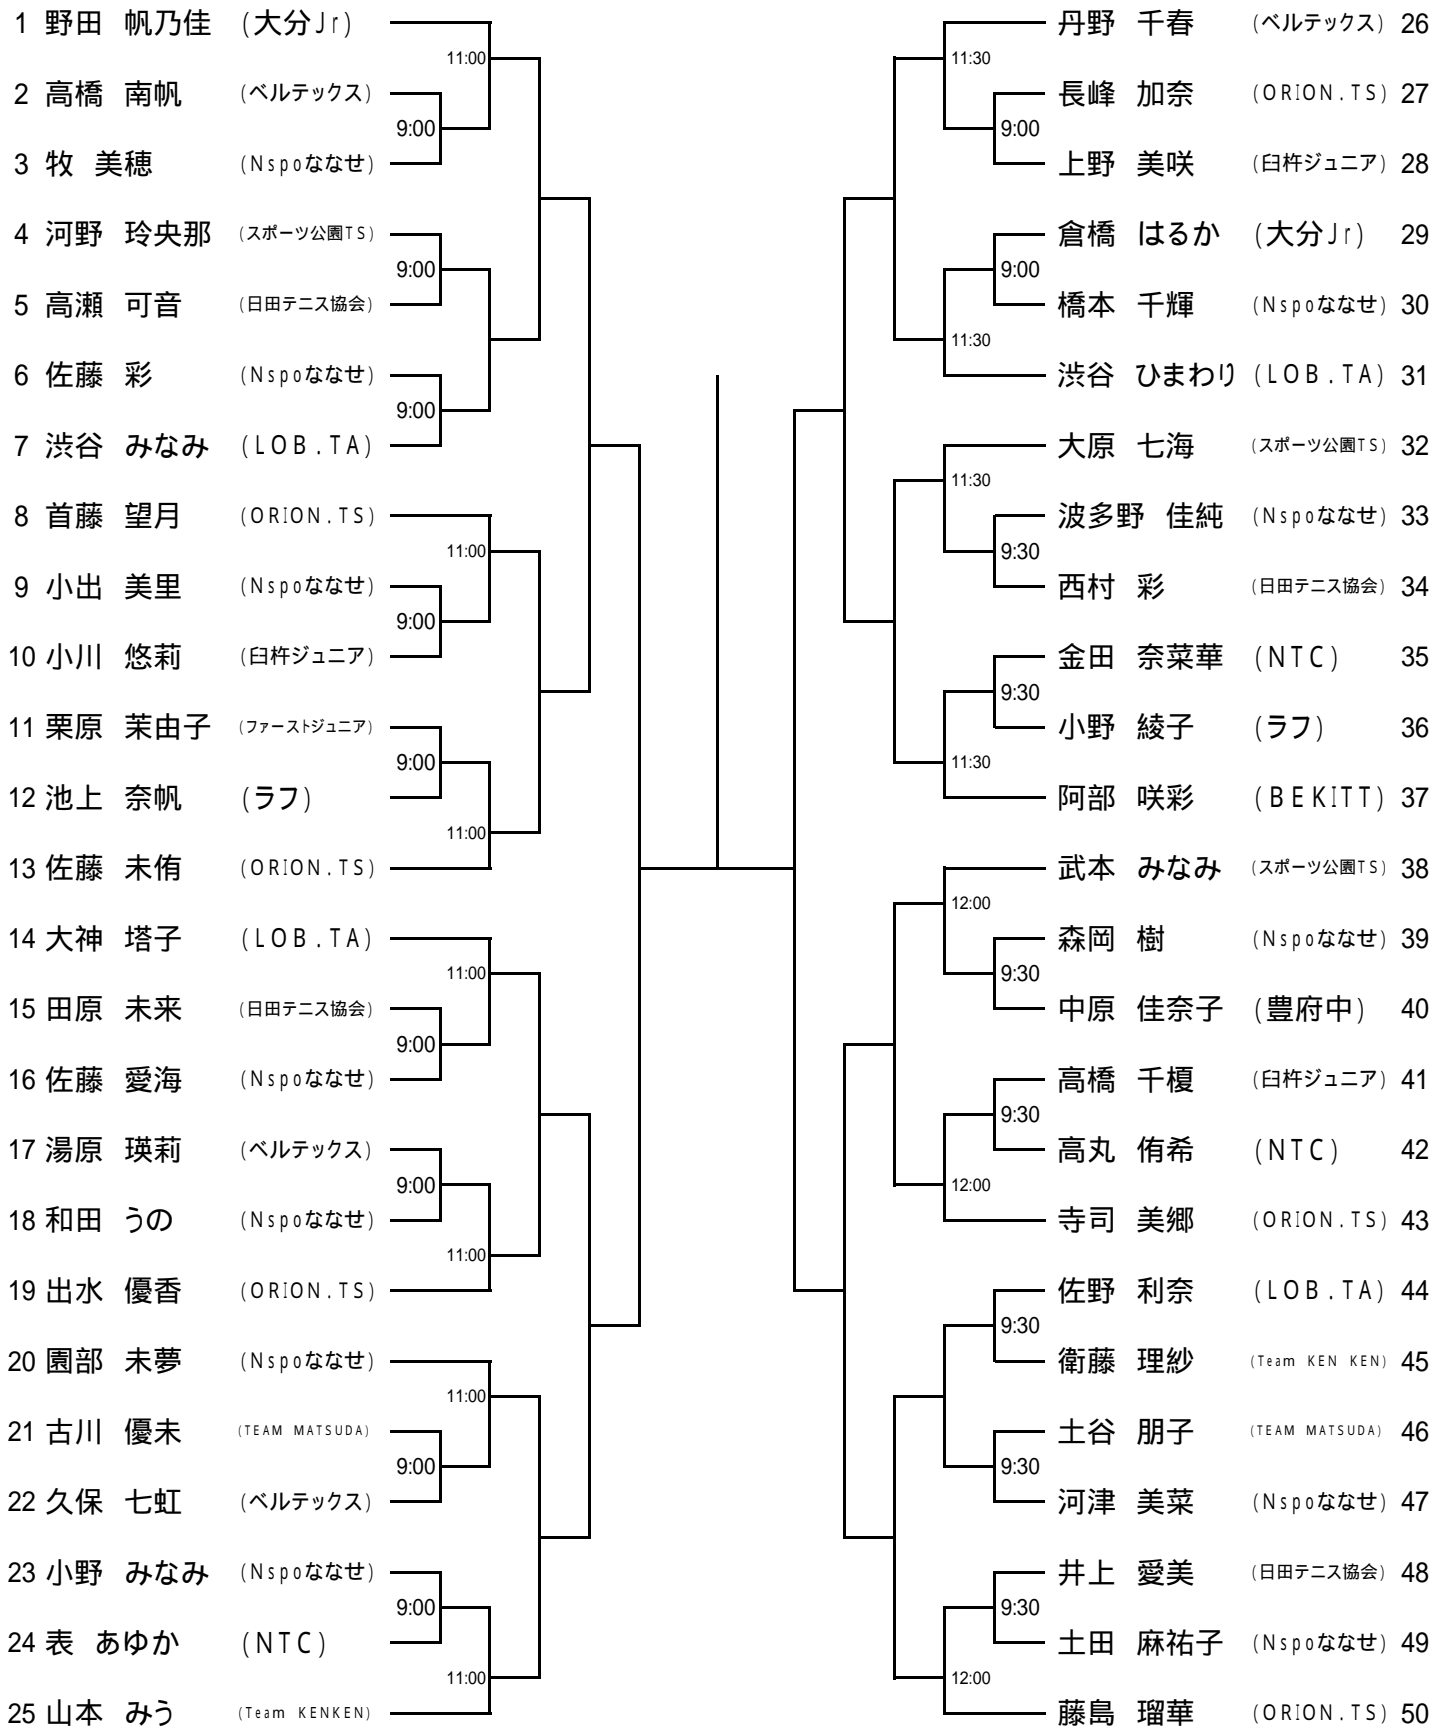 1 野田 帆乃佳 (大分Jr)
11:00
2 高橋 南帆 (ベルテックス)
9:00
3 牧 美穂 (Nspoななせ)
4 河野 玲央那 (スポーツ公園TS)
9:00
5 高瀬 可音 (日田テニス協会)
6 佐藤 彩 (Nspoななせ)
9:00
7 渋谷 みなみ (LOB.TA)
8 首藤 望月 (ORION.TS)
11:00
9 小出 美里 (Nspoななせ)
9:00
10 小川 悠莉 (臼杵ジュニア)
11 栗原 茉由子 (ファーストジュニア)
9:00
12 池上 奈帆 (ラフ)
11:00
13 佐藤 未侑 (ORION.TS)
14 大神 塔子 (LOB.TA)
11:00
15 田原 未来 (日田テニス協会)
9:00
16 佐藤 愛海 (Nspoななせ)
17 湯原 瑛莉 (ベルテックス)
9:00
18 和田 うの (Nspoななせ)
11:00
19 出水 優香 (ORION.TS)
20 園部 未夢 (Nspoななせ)
11:00
21 古川 優未 (TEAM MATSUDA)
9:00
22 久保 七虹 (ベルテックス)
23 小野 みなみ (Nspoななせ)
9:00
24 表 あゆか (NTC)
11:00
25 山本 みう (Team KENKEN)
丹野 千春 (ベルテックス) 26
11:30
長峰 加奈 (ORION.TS) 27
9:00
上野 美咲 (臼杵ジュニア) 28
倉橋 はるか (大分Jr) 29
9:00
橋本 千輝 (Nspoななせ) 30
11:30
渋谷 ひまわり (LOB.TA) 31
大原 七海 (スポーツ公園TS) 32
11:30
波多野 佳純 (Nspoななせ) 33
9:30
西村 彩 (日田テニス協会) 34
金田 奈菜華 (NTC) 35
9:30
小野 綾子 (ラフ) 36
11:30
阿部 咲彩 (BEKITT) 37
武本 みなみ (スポーツ公園TS) 38
12:00
森岡 樹 (Nspoななせ) 39
9:30
中原 佳奈子 (豊府中) 40
高橋 千榎 (臼杵ジュニア) 41
9:30
高丸 侑希 (NTC) 42
12:00
寺司 美郷 (ORION.TS) 43
佐野 利奈 (LOB.TA) 44
9:30
衛藤 理紗 (Team KEN KEN) 45
土谷 朋子 (TEAM MATSUDA) 46
9:30
河津 美菜 (Nspoななせ) 47
井上 愛美 (日田テニス協会) 48
9:30
土田 麻祐子 (Nspoななせ) 49
12:00
藤島 瑠華 (ORION.TS) 50